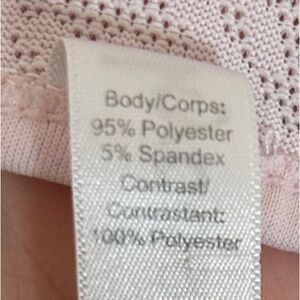 Body/Corps:
95% Polyester
5% Spandex
Contrast/
Contrastant:
100% Polyester